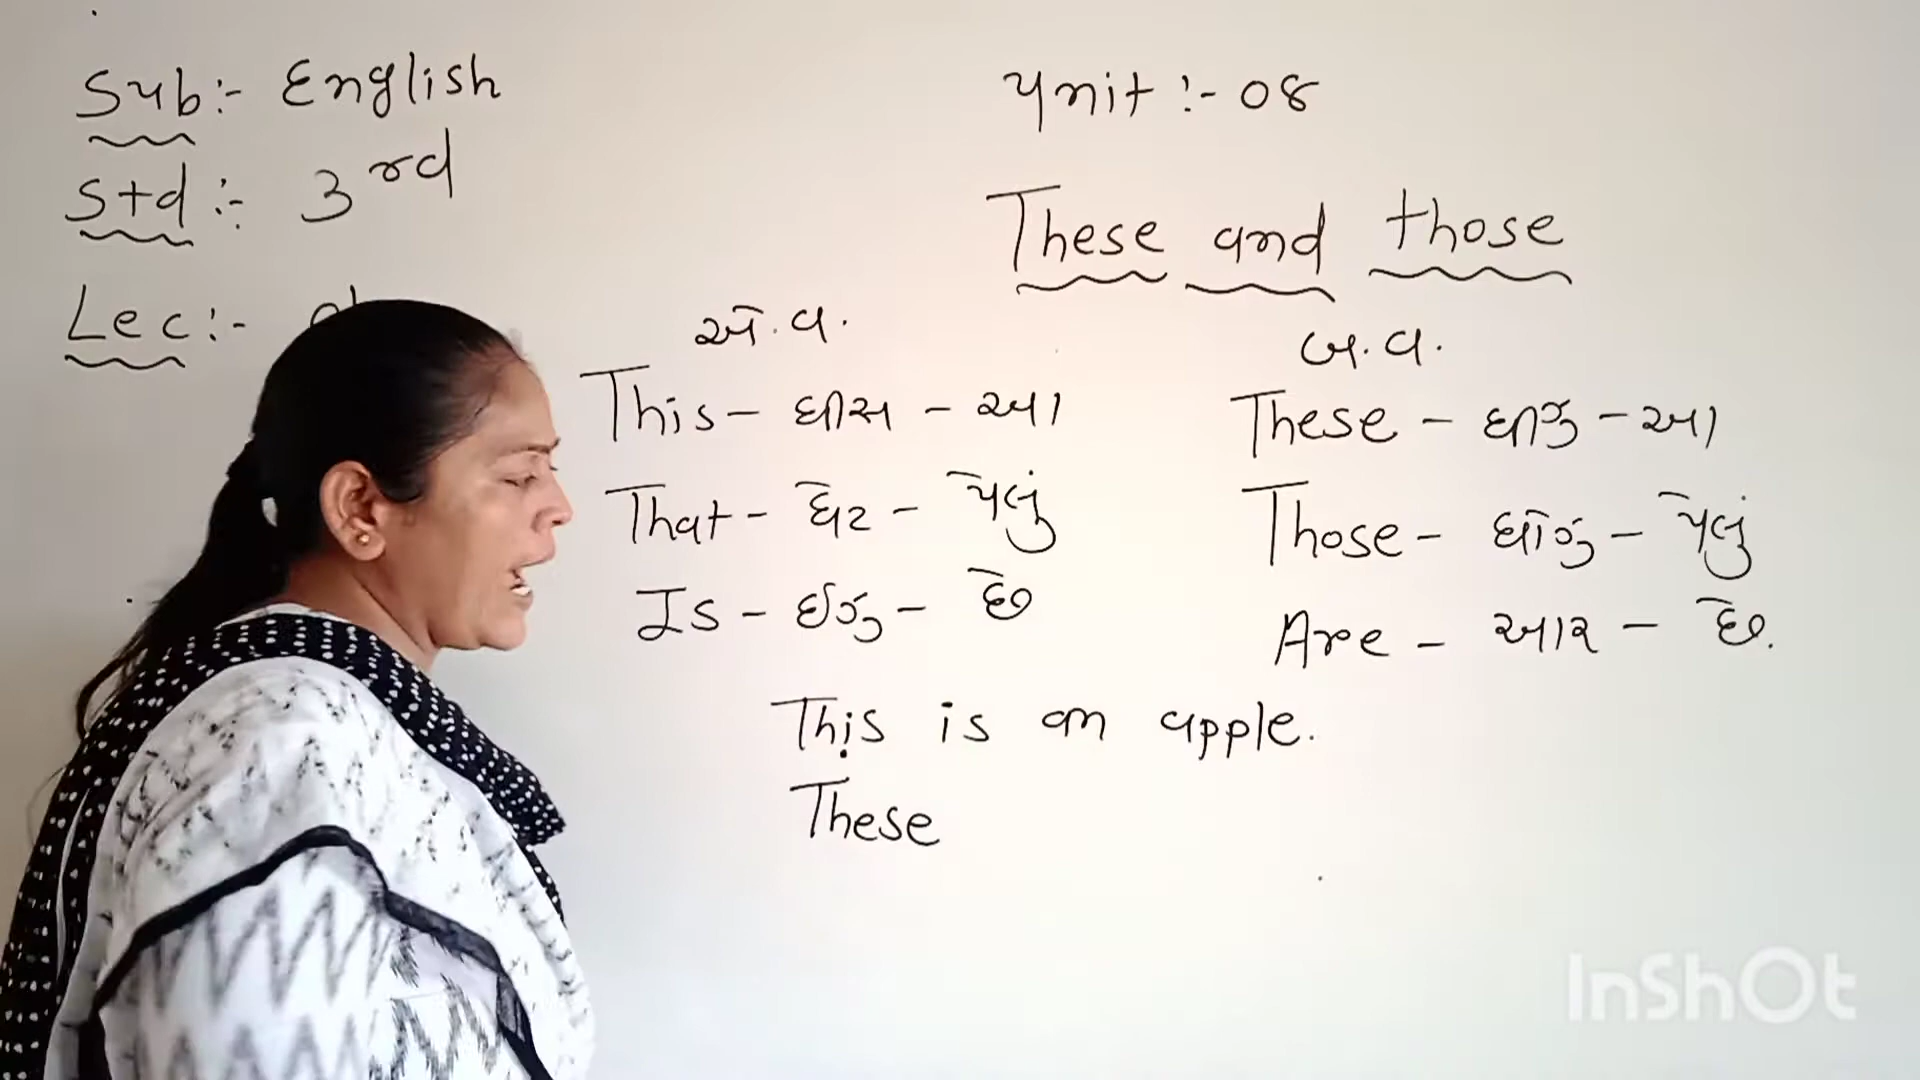 Sub:- English
Unit :- 08
Std :- 3rd
These and those
Lec:-
એ. વ.
બ. વ.
This - ધીસ - આ
These - ધીઝ - આ
That - ધેટ - પેલું
Those - ધોઝ - પેલું
Is - ઈઝ - છે
Are - આર - છે.
This is an apple.
These
InShOt